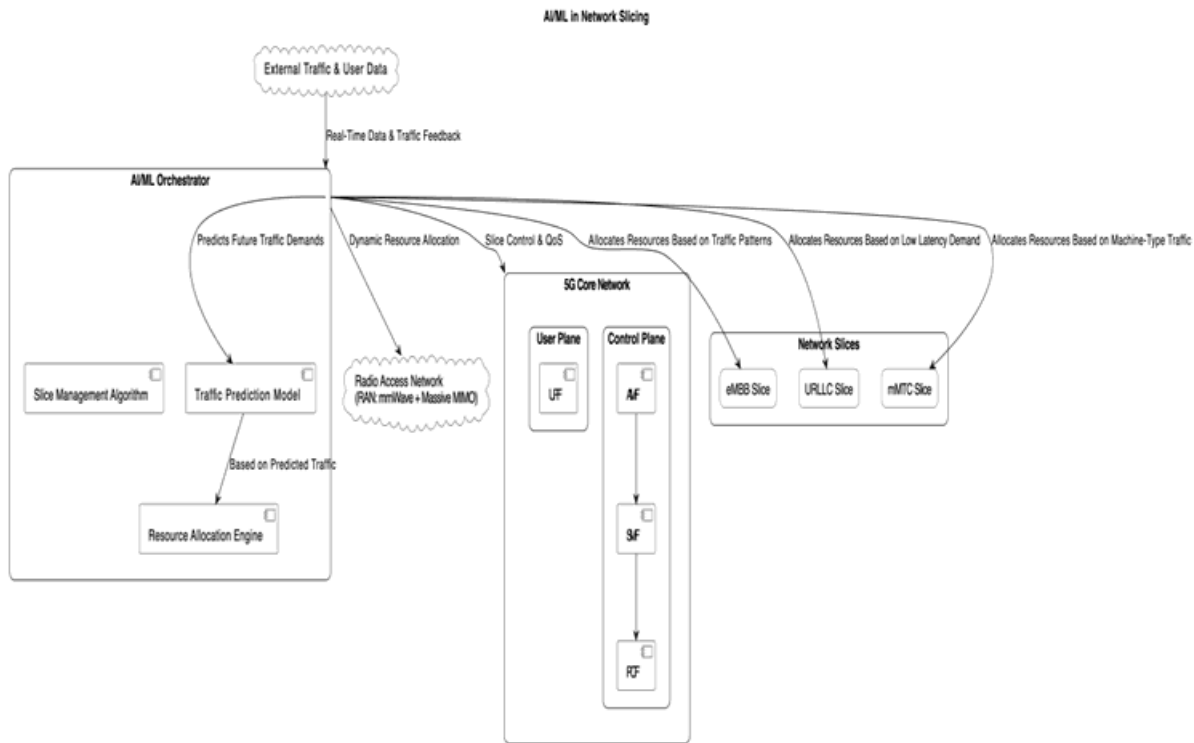 AI/ML in Network Slicing
External Traffic & User Data
Real-Time Data & Traffic Feedback
AI/ML Orchestrator
Predicts Future Traffic Demands
Dynamic Resource Allocation
Slice Control & QoS
Allocates Resources Based on Traffic Patterns
Allocates Resources Based on Low Latency Demand
Allocates Resources Based on Machine-Type Traffic
5G Core Network
User Plane
Control Plane
Network Slices
Slice Management Algorithm
Traffic Prediction Model
Radio Access Network
(RAN: mmWave + Massive MIMO)
UPF
AMF
eMBB Slice
URLLC Slice
mMTC Slice
Based on Predicted Traffic
Resource Allocation Engine
SMF
PCF